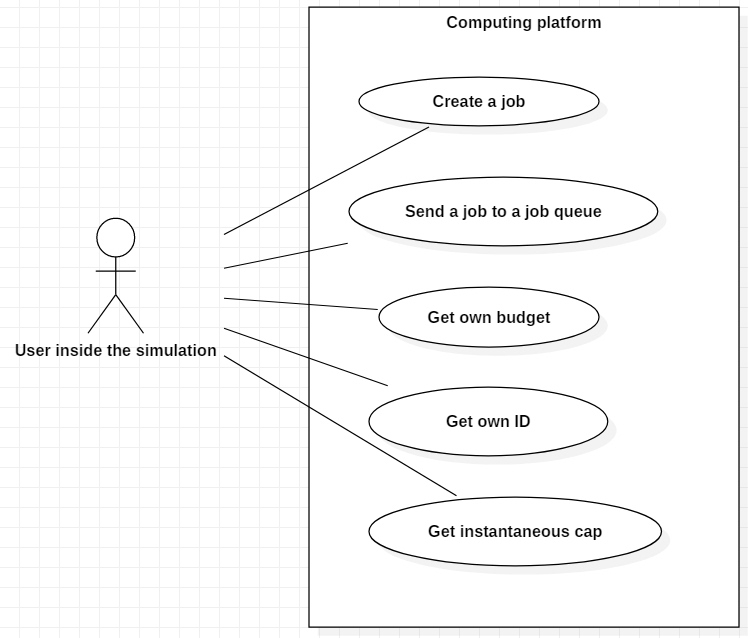 Computing platform
Create a job
Send a job to a job queue
Get own budget
User inside the simulation
Get own ID
Get instantaneous cap